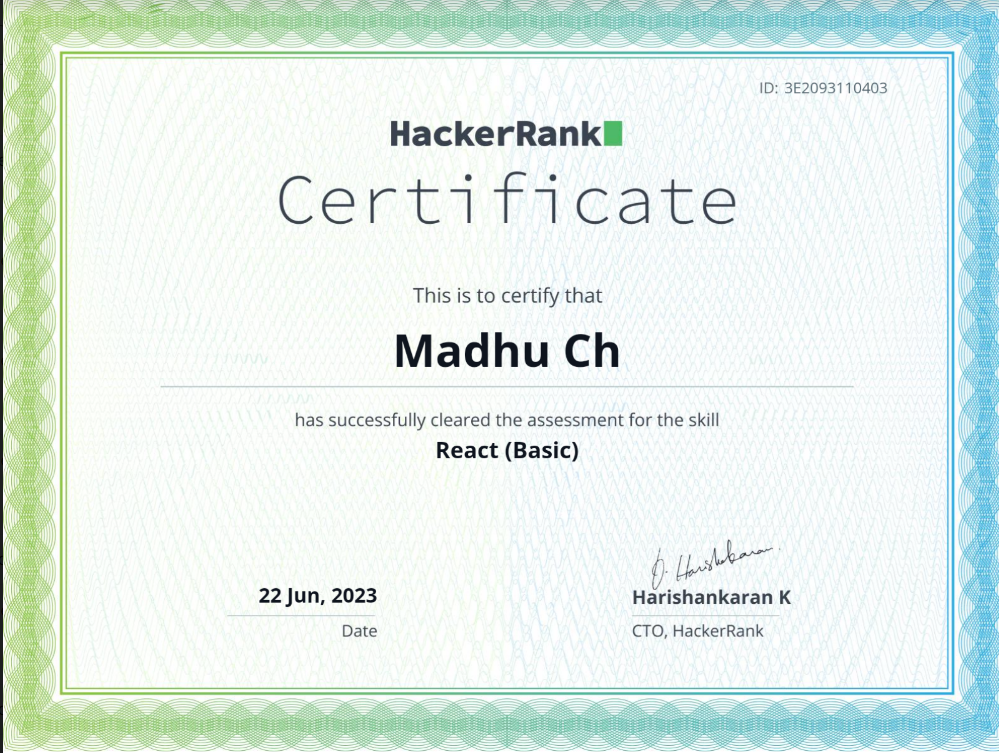 ID: 3E2093110403
HackerRank
Certificate
This is to certify that
Madhu Ch
has successfully cleared the assessment for the skill
React (Basic)
22 Jun, 2023
Date
Harishankaran K
CTO, HackerRank